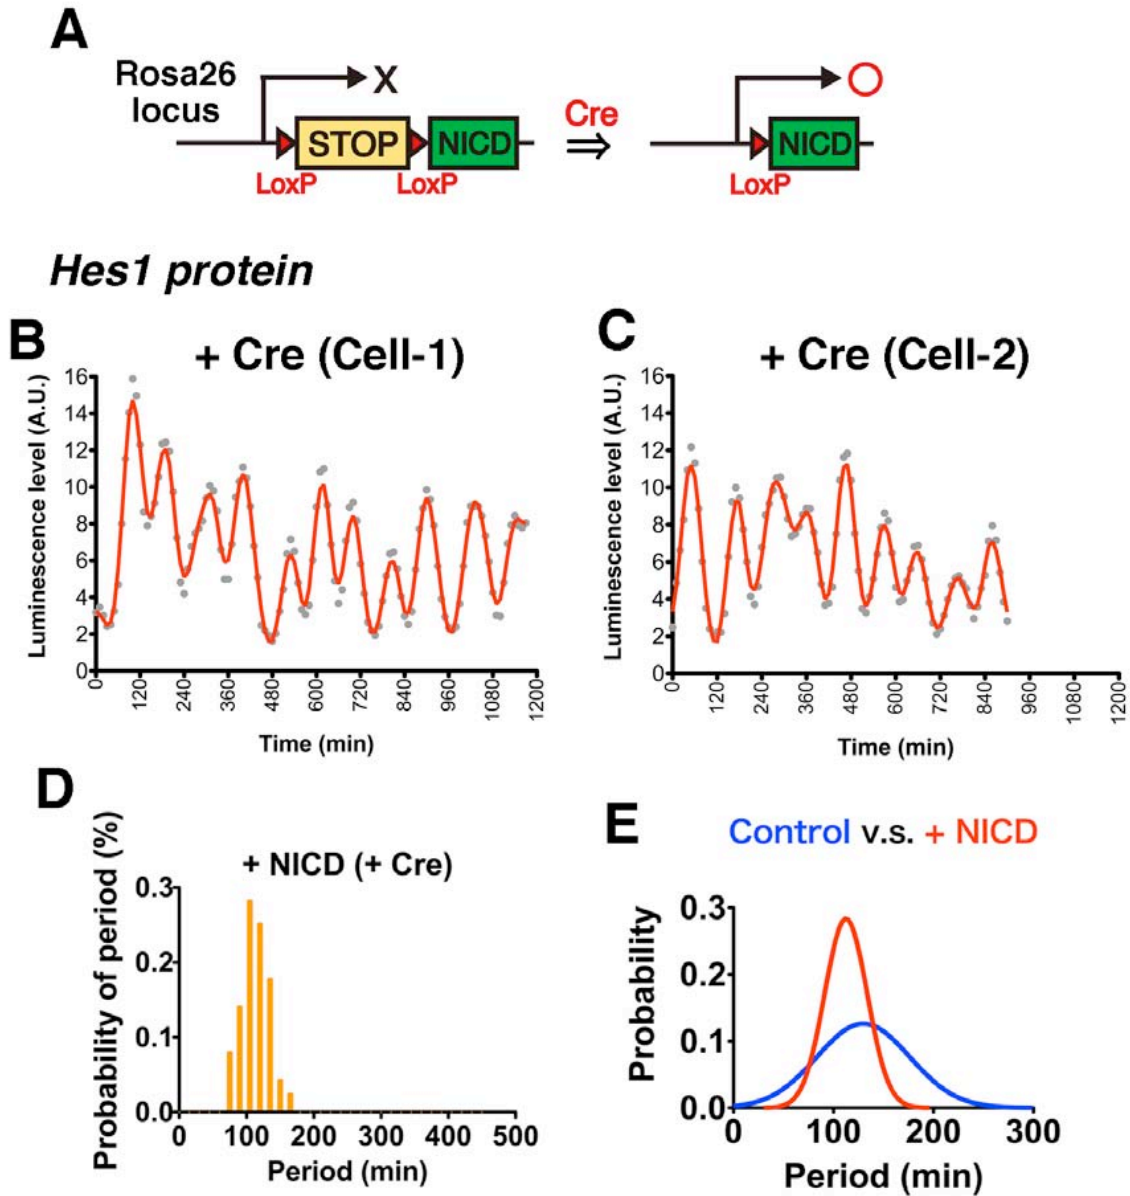 A
Rosa26
locus
X
Cre
STOP
NICD
NICD
LoxP
LoxP
LoxP
Hes1 protein
B
+ Cre (Cell-1)
Luminescence level (A.U.)
16
14
12
10
8
6
4
2
0
0
120
240
360
480
600
720
840
960
1080
1200
Time (min)
C
+ Cre (Cell-2)
Luminescence level (A.U.)
16
14
12
10
8
6
4
2
0
0
120
240
360
480
600
720
840
960
1080
1200
Time (min)
D
+ NICD (+ Cre)
Probability of period (%)
0.3
0.2
0.1
0.0
0
100
200
300
400
500
Period (min)
E
Control v.s. + NICD
Probability
0.3
0.2
0.1
0.0
0
100
200
300
Period (min)